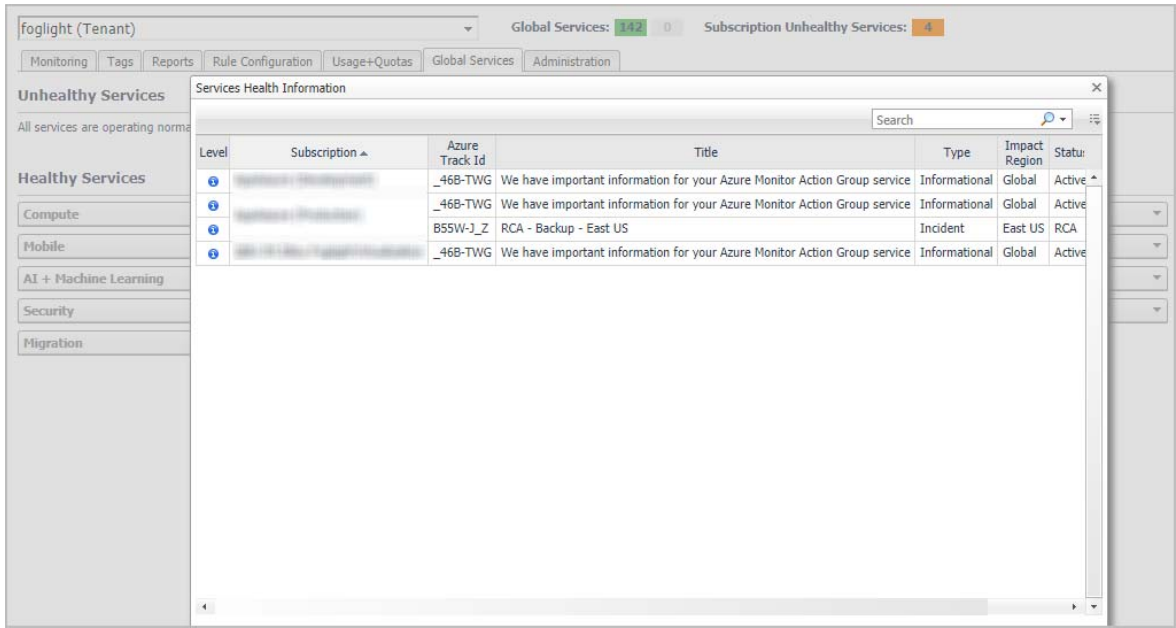 foglight (Tenant) Global Services: 142 0 Subscription Unhealthy Services: 4
Monitoring Tags Reports Rule Configuration Usage+Quotas Global Services Administration
Unhealthy Services
Services Health Information
All services are operating norma
Search
Level Subscription Azure Track Id Title Type Impact Region Status
_46B-TWG We have important information for your Azure Monitor Action Group service Informational Global Active
_46B-TWG We have important information for your Azure Monitor Action Group service Informational Global Active
B55W-J_Z RCA - Backup - East US Incident East US RCA
_46B-TWG We have important information for your Azure Monitor Action Group service Informational Global Active
Healthy Services
Compute
Mobile
AI + Machine Learning
Security
Migration